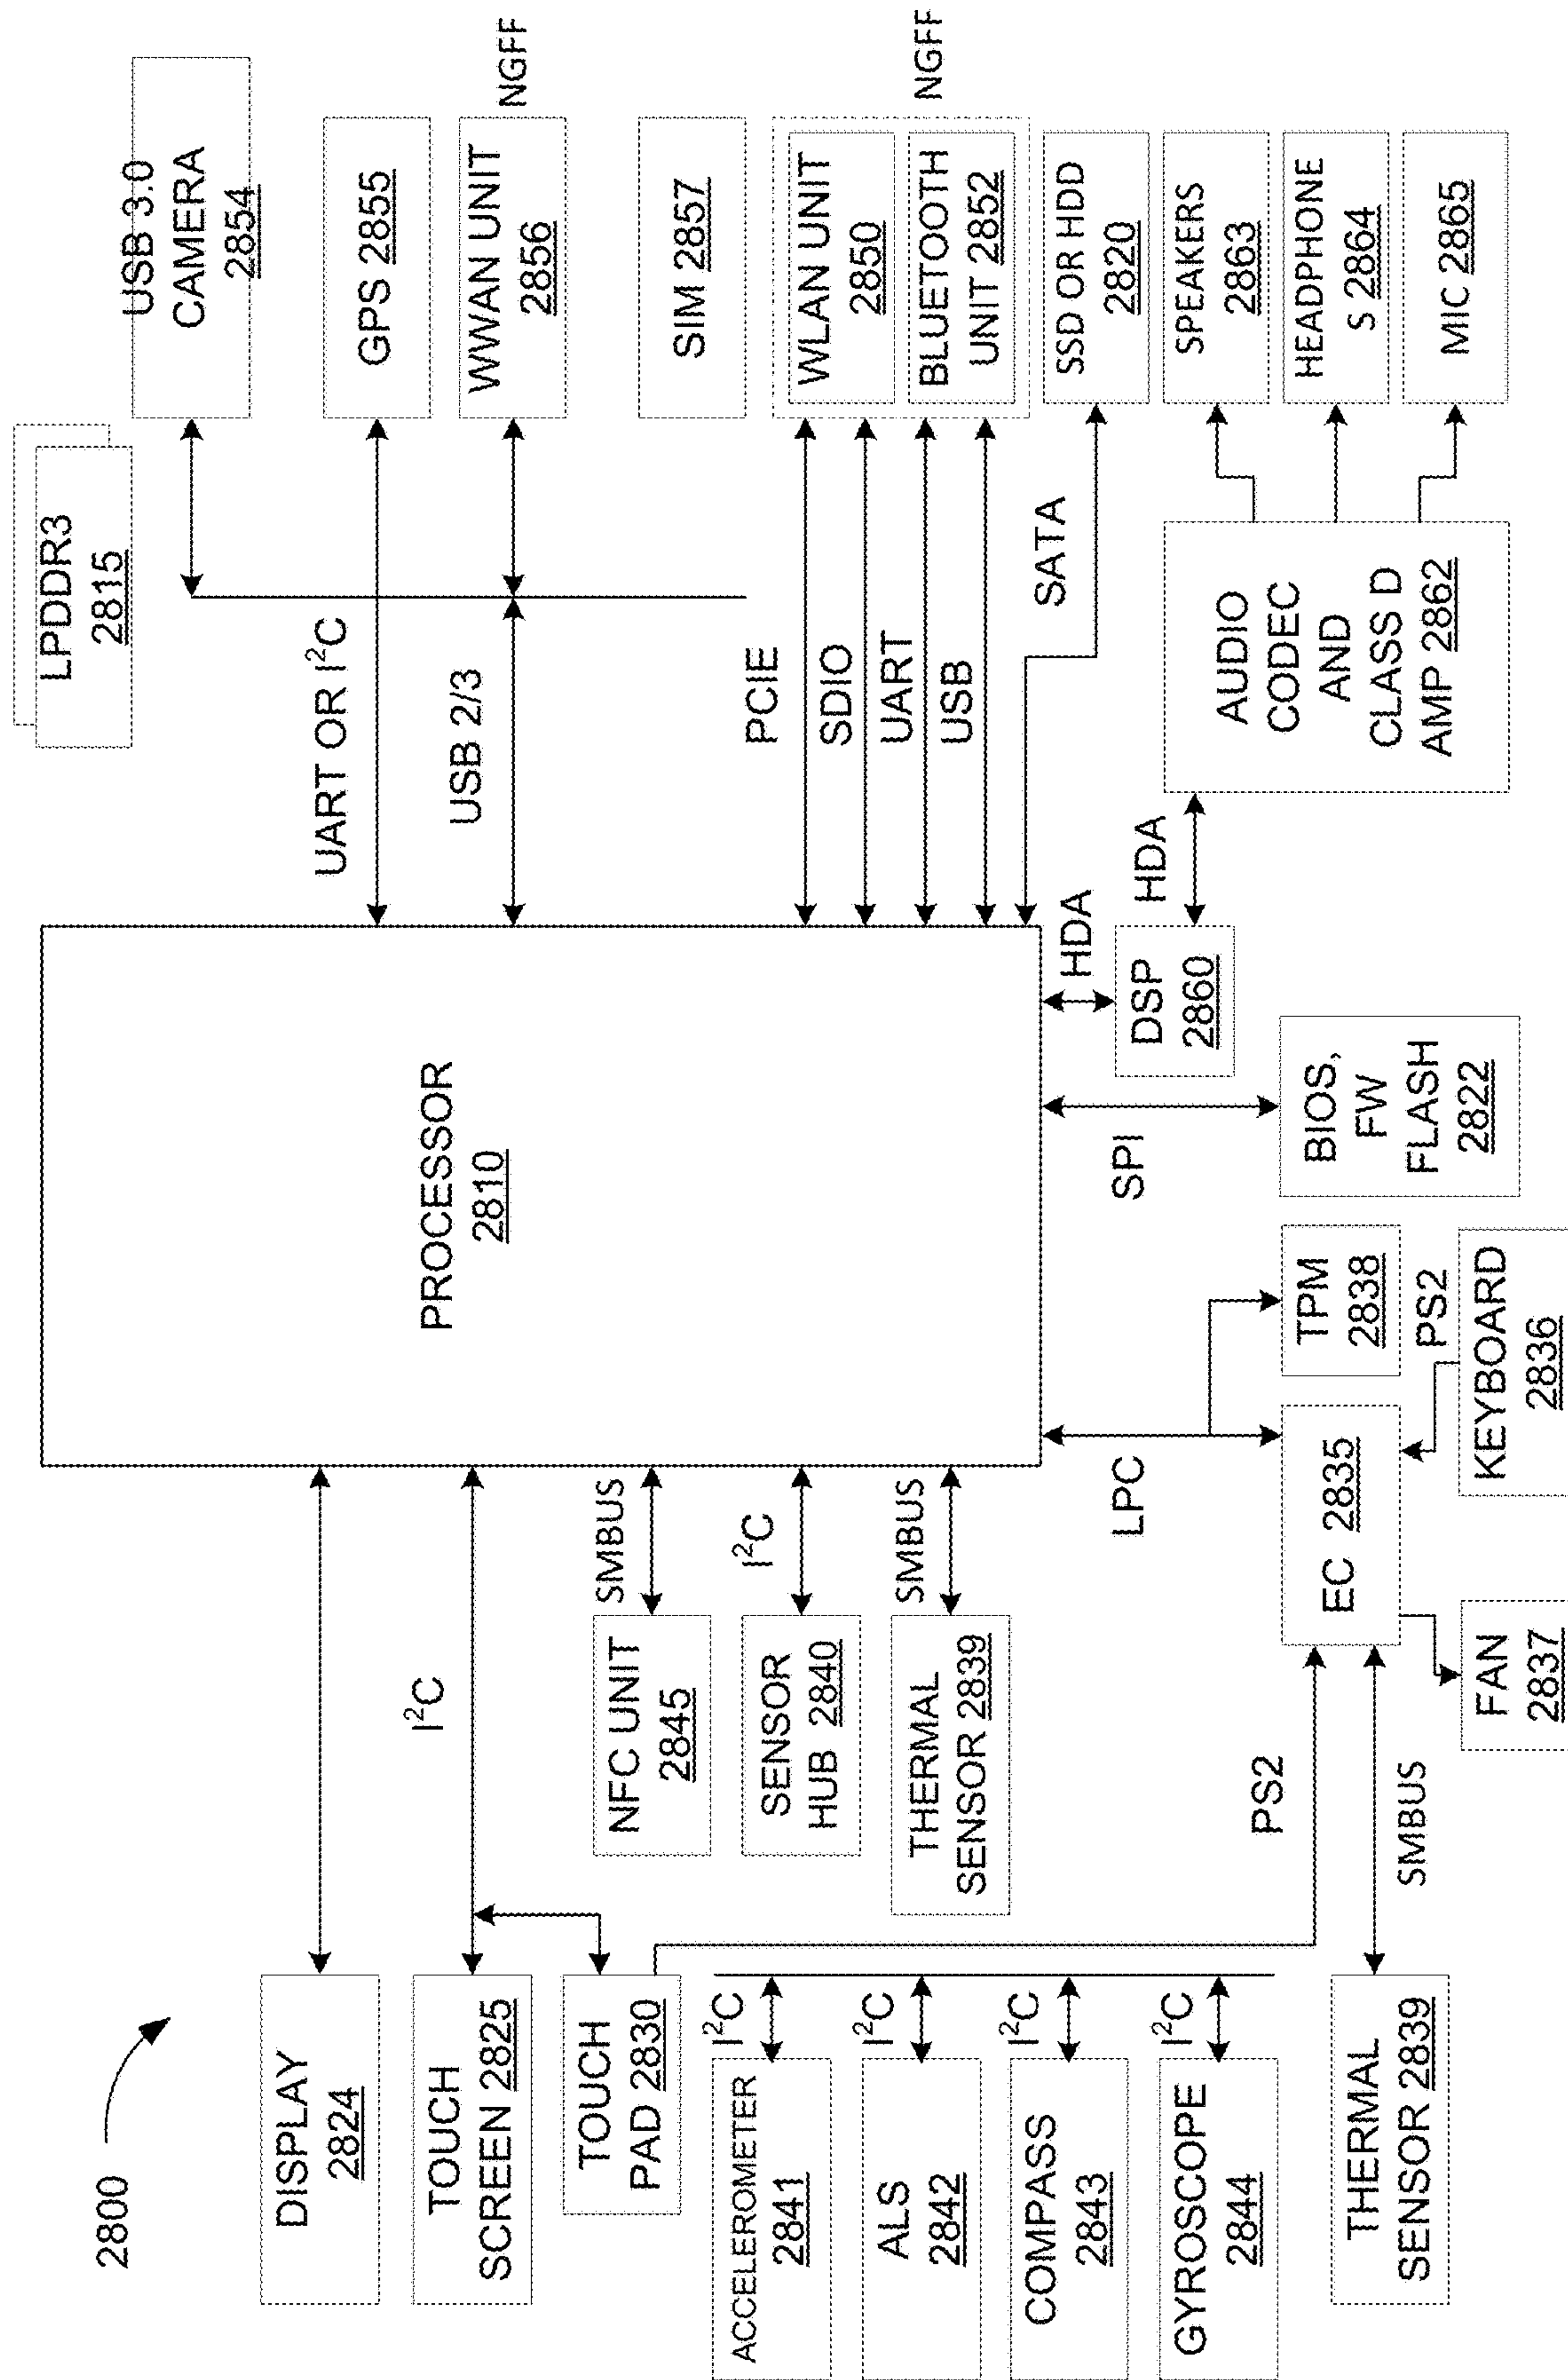 2800
LPDDR3
2815
USB 3.0
CAMERA
2854
DISPLAY
2824
UART OR I²C
GPS 2855
TOUCH
SCREEN 2825
I²C
PROCESSOR
2810
USB 2/3
WWAN UNIT
2856
NGFF
TOUCH
PAD 2830
NFC UNIT
2845
SMBUS
SIM 2857
ACCELEROMETER
2841
I²C
SENSOR
HUB 2840
I²C
PCIE
SDIO
UART
USB
WLAN UNIT
2850
BLUETOOTH
UNIT 2852
NGFF
ALS
2842
I²C
THERMAL
SENSOR 2839
SMBUS
SATA
SSD OR HDD
2820
COMPASS
2843
I²C
HDA
GYROSCOPE
2844
I²C
LPC
SPI
DSP
2860
HDA
AUDIO
CODEC
AND
CLASS D
AMP 2862
SPEAKERS
2863
HEADPHONE
S 2864
MIC 2865
PS2
THERMAL
SENSOR 2839
SMBUS
EC 2835
TPM
2838
BIOS,
FW
FLASH
2822
PS2
FAN
2837
KEYBOARD
2836